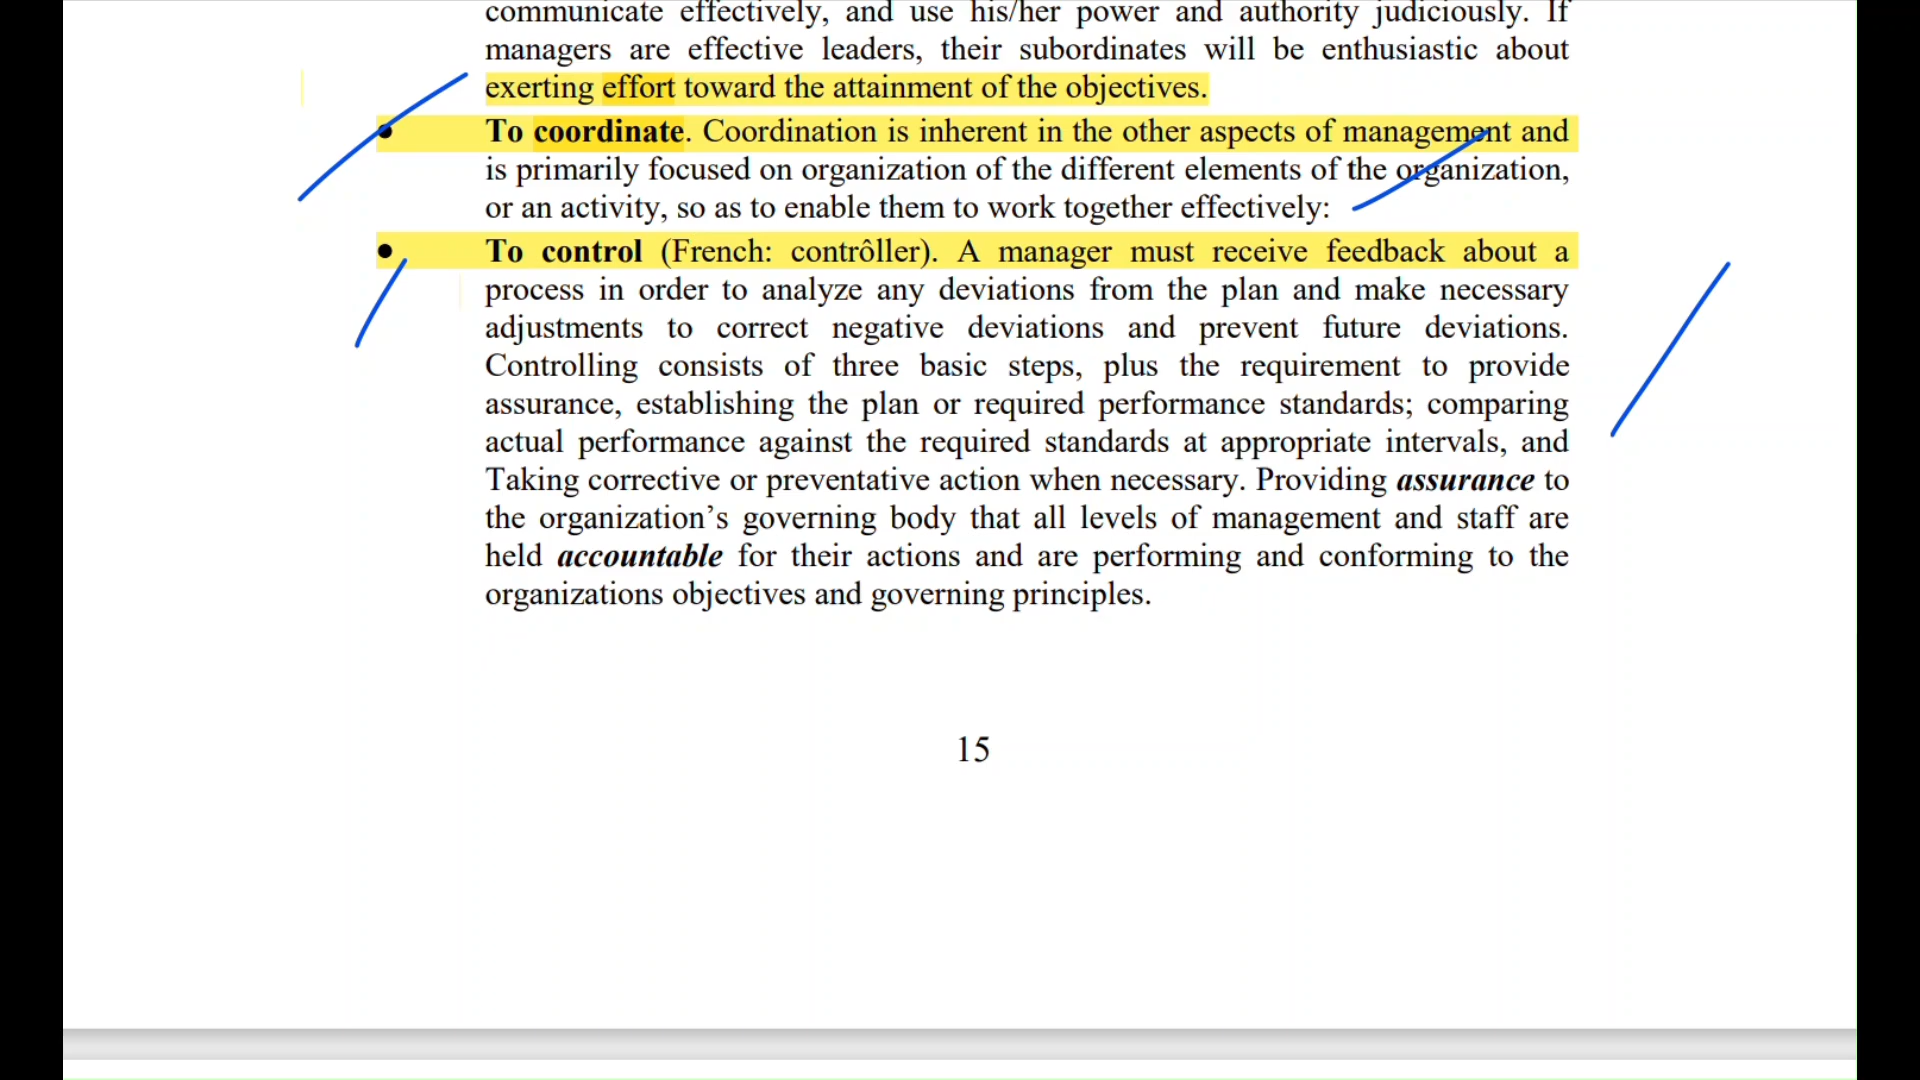 communicate effectively, and use his/her power and authority judiciously. If
managers are effective leaders, their subordinates will be enthusiastic about
exerting effort toward the attainment of the objectives.
● To coordinate. Coordination is inherent in the other aspects of management and
is primarily focused on organization of the different elements of the organization,
or an activity, so as to enable them to work together effectively:
● To control (French: contrôller). A manager must receive feedback about a
process in order to analyze any deviations from the plan and make necessary
adjustments to correct negative deviations and prevent future deviations.
Controlling consists of three basic steps, plus the requirement to provide
assurance, establishing the plan or required performance standards; comparing
actual performance against the required standards at appropriate intervals, and
Taking corrective or preventative action when necessary. Providing assurance to
the organization’s governing body that all levels of management and staff are
held accountable for their actions and are performing and conforming to the
organizations objectives and governing principles.
15